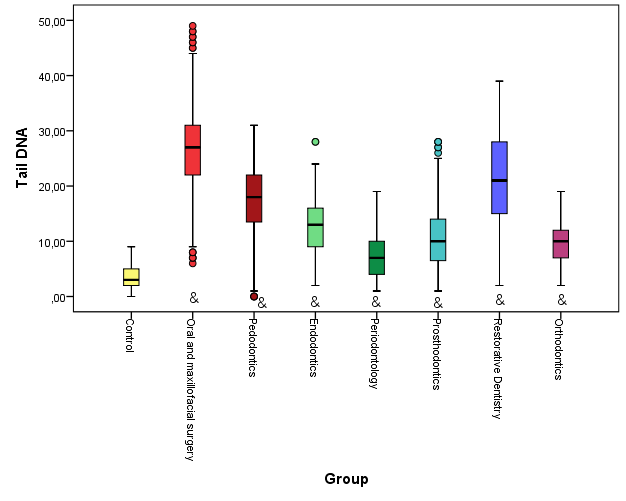 50,00
40,00
30,00
20,00
10,00
,00
Tail DNA
& & & & & & &
Control
Oral and maxillofacial surgery
Pedodontics
Endodontics
Periodontology
Prosthodontics
Restorative Dentistry
Orthodontics
Group